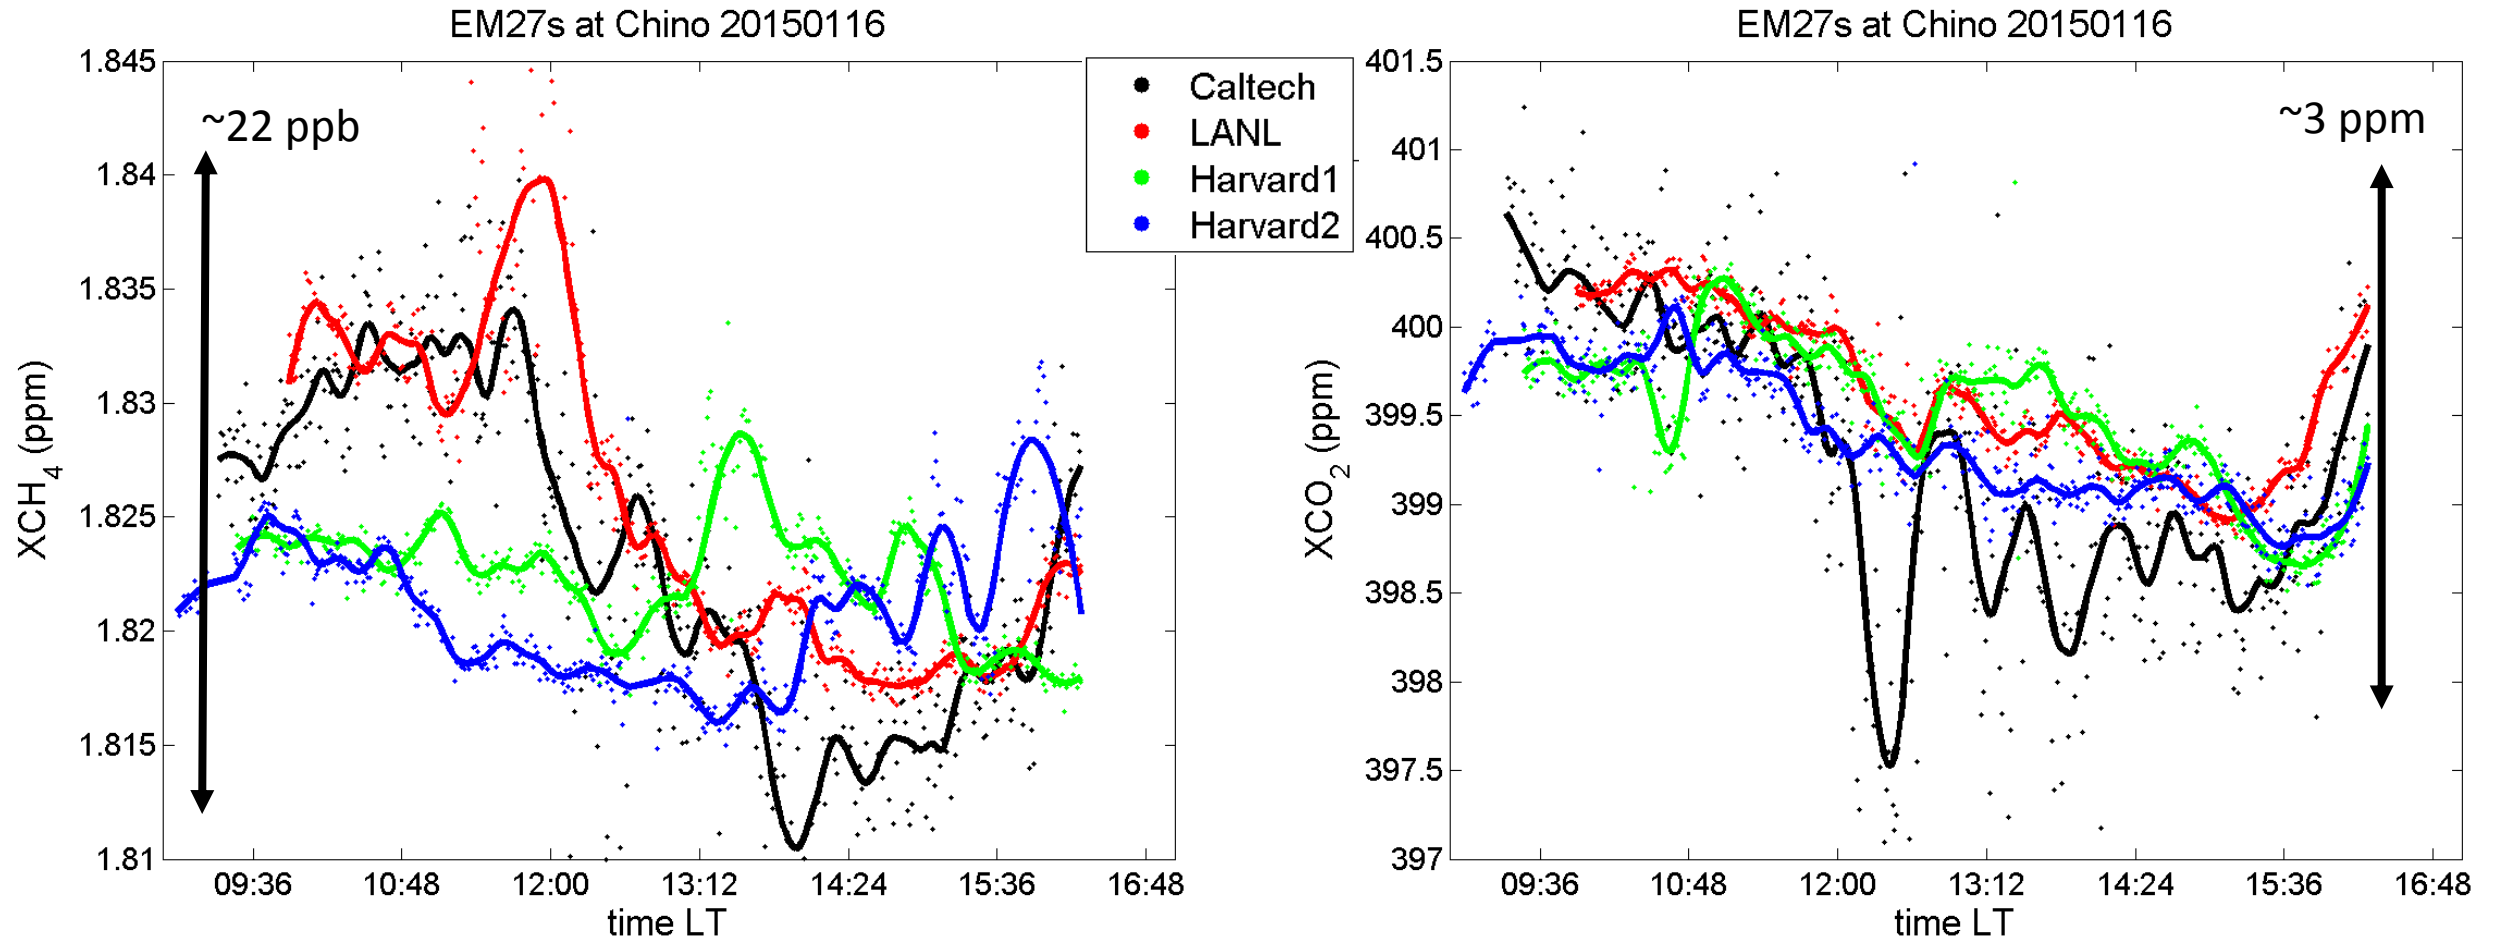 EM27s at Chino 20150116
1.845
1.84
1.835
1.83
1.825
1.82
1.815
1.81
XCH4 (ppm)
~22 ppb
09:36 10:48 12:00 13:12 14:24 15:36 16:48
time LT
Caltech
LANL
Harvard1
Harvard2
EM27s at Chino 20150116
401.5
401
400.5
400
399.5
399
398.5
398
397.5
397
XCO2 (ppm)
~3 ppm
09:36 10:48 12:00 13:12 14:24 15:36 16:48
time LT